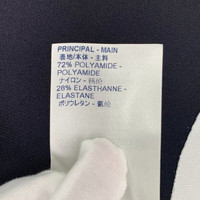 PRINCIPAL - MAIN
表地/本体 - 主料
72% POLYAMIDE -
POLYAMIDE
ナイロン - 锦纶
28% ELASTHANNE -
ELASTANE
ポリウレタン - 氨纶